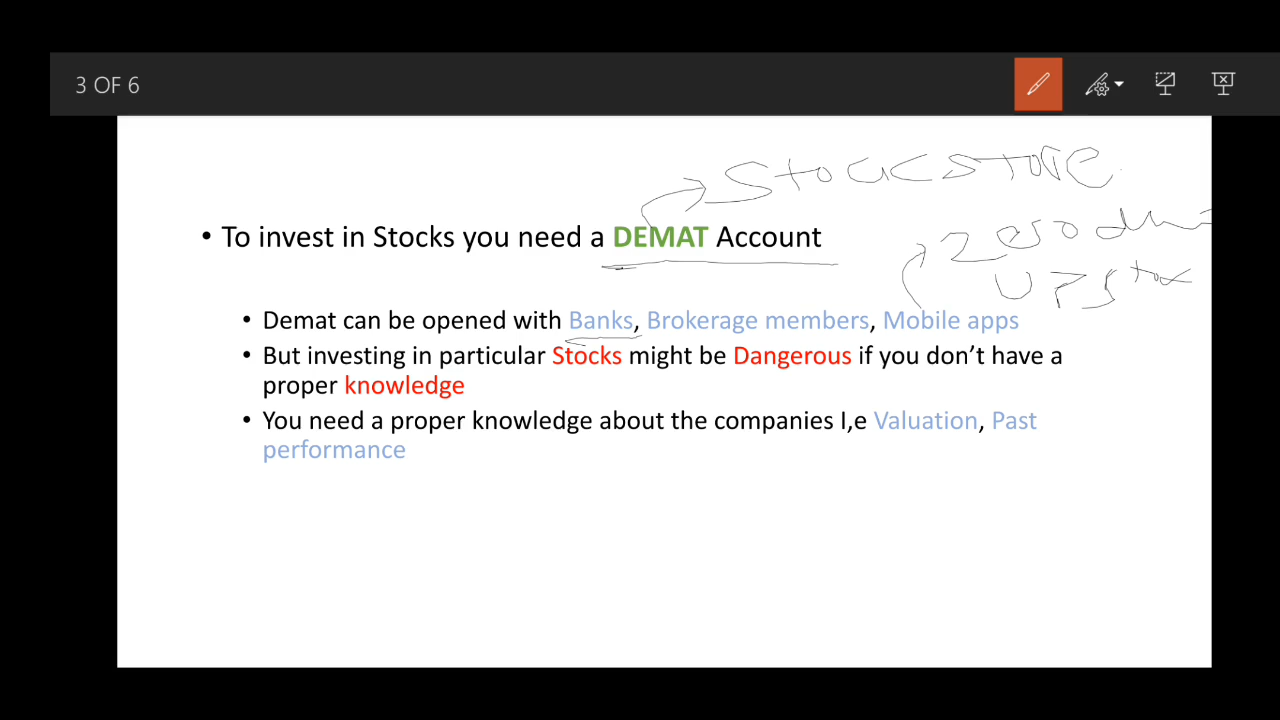 3 OF 6
Stock Store
• To invest in Stocks you need a DEMAT Account
Zerodha
UPStox
• Demat can be opened with Banks, Brokerage members, Mobile apps
• But investing in particular Stocks might be Dangerous if you don’t have a
proper knowledge
• You need a proper knowledge about the companies I,e Valuation, Past
performance